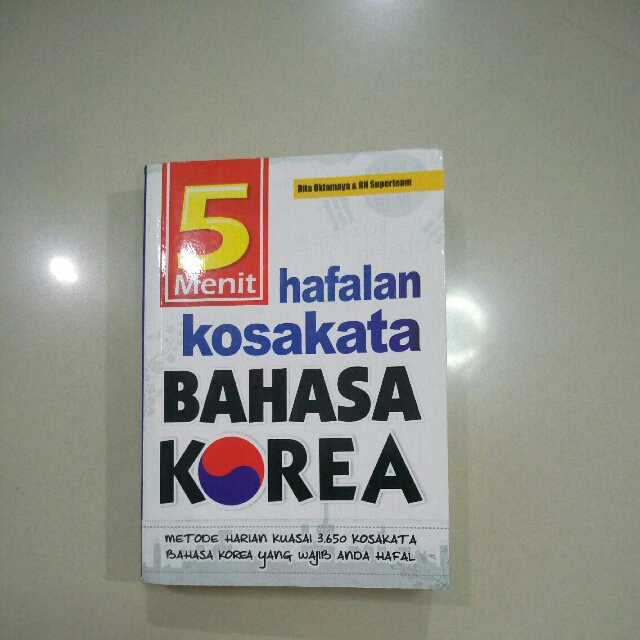 Dita Oktamaya & RN Superteam
5
Menit
hafalan
kosakata
BAHASA
KOREA
METODE HARIAN KUASAI 3.650 KOSAKATA
BAHASA KOREA YANG WAJIB ANDA HAFAL